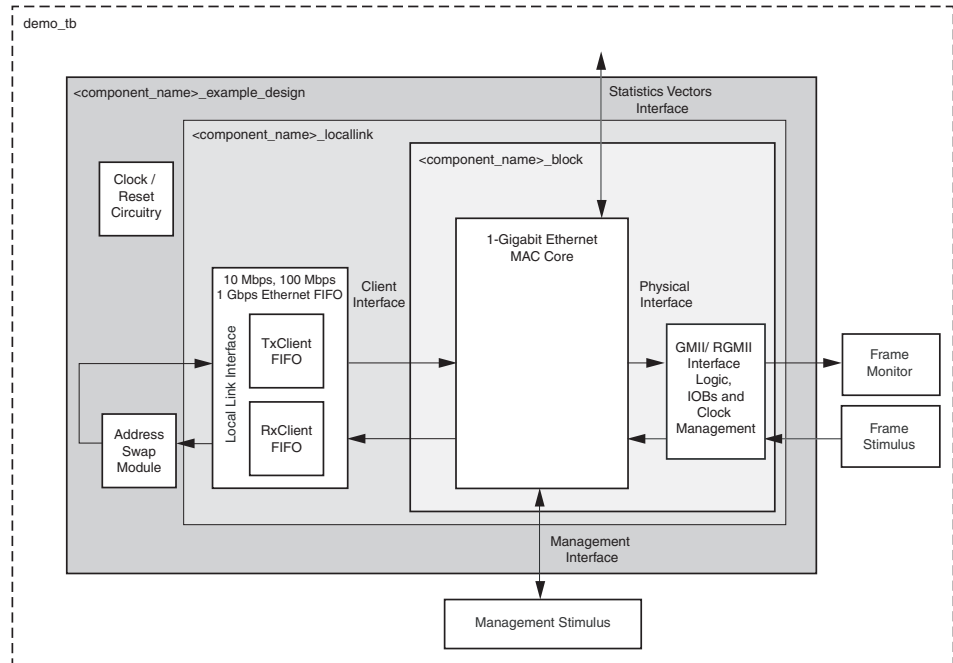 demo_tb
<component_name>_example_design
Statistics Vectors
Interface
<component_name>_locallink
<component_name>_block
Clock /
Reset
Circuitry
1-Gigabit Ethernet
MAC Core
10 Mbps, 100 Mbps
1 Gbps Ethernet FIFO
Client
Interface
Physical
Interface
Local Link Interface
TxClient
FIFO
RxClient
FIFO
GMII/ RGMII
Interface
Logic,
IOBs and
Clock
Management
Frame
Monitor
Frame
Stimulus
Address
Swap
Module
Management
Interface
Management Stimulus